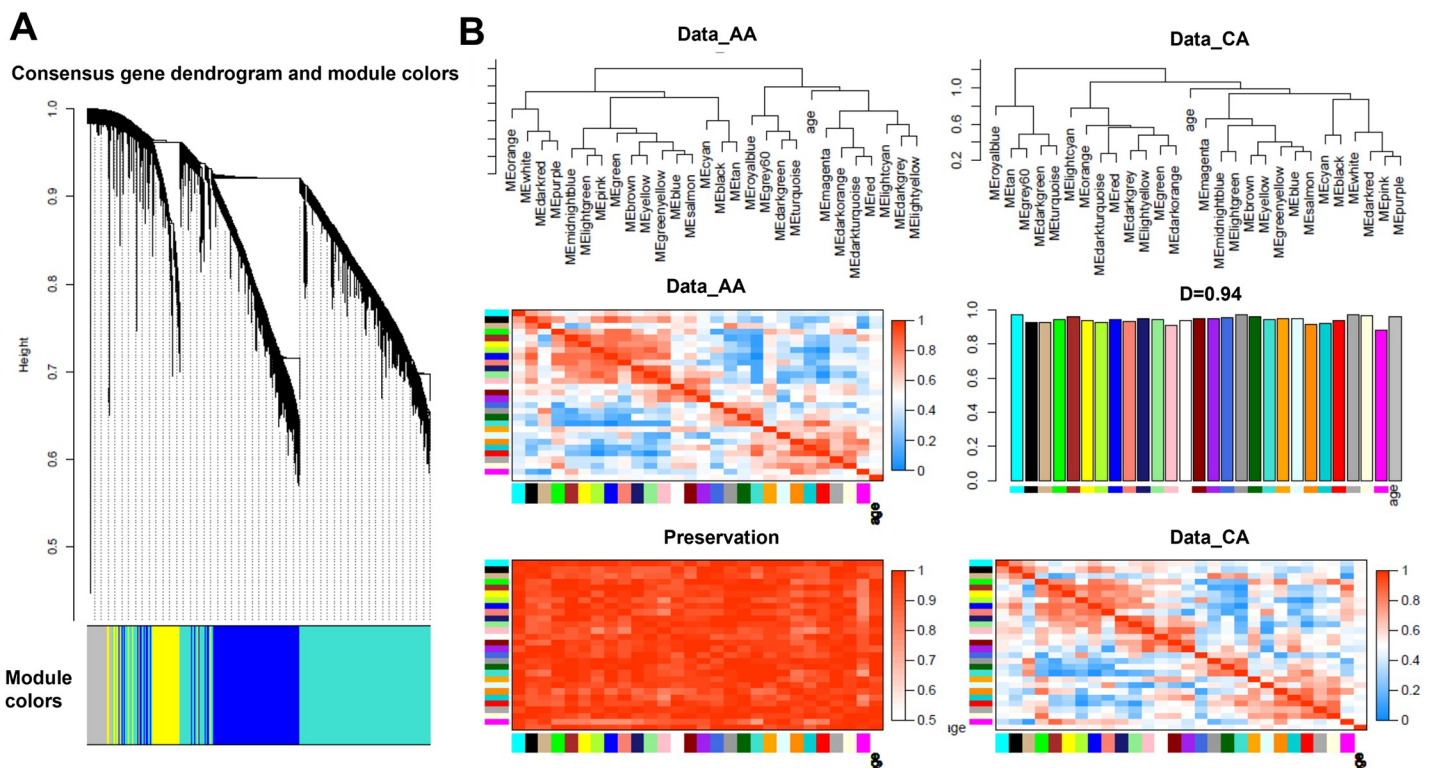 A
B
Consensus gene dendrogram and module colors
Height
1.0
0.9
0.8
0.7
0.6
0.5
Module
colors
Data_AA
MEorange
MEwhite
MEdarkred
MEpurple
MEmidnightblue
MElightgreen
MEpink
MEgreen
MEbrown
MEyellow
MEgreenyellow
MEblue
MEsalmon
MEcyan
MEblack
MEtan
MEroyalblue
MEgrey60
MEdarkgreen
MEturquoise
age
MEmagenta
MEdarkorange
MEdarkturquoise
MEred
MElightcyan
MEdarkgrey
MElightyellow
Data_CA
1.0
0.6
0.2
MEroyalblue
MEtan
MEgrey60
MEdarkgreen
MEturquoise
MElightcyan
MEorange
MEdarkturquoise
MEred
MEdarkgrey
MElightyellow
MEgreen
MEdarkorange
age
MEmagenta
MEmidnightblue
MElightgreen
MEbrown
MEyellow
MEgreenyellow
MEblue
MEsalmon
MEcyan
MEblack
MEwhite
MEdarkred
MEpink
MEpurple
Data_AA
1
0.8
0.6
0.4
0.2
0
age
D=0.94
1.0
0.8
0.6
0.4
0.2
0.0
age
Preservation
1
0.9
0.8
0.7
0.6
0.5
age
Data_CA
1
0.8
0.6
0.4
0.2
0
age